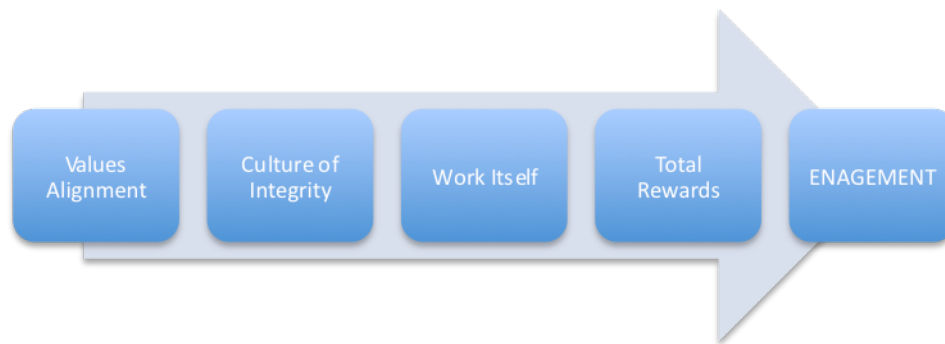 Values
Alignment
Culture of
Integrity
Work Itself
Total
Rewards
ENAGEMENT